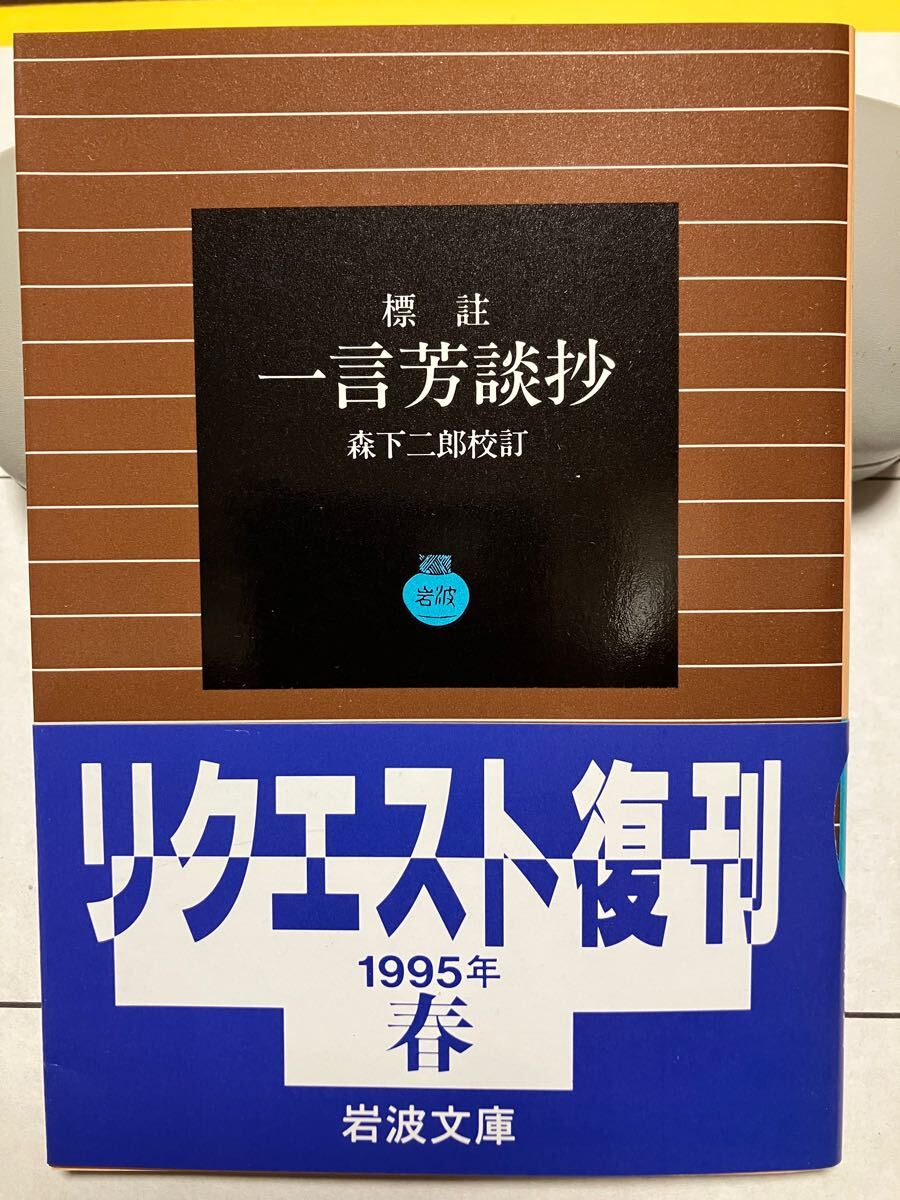 標註
一言芳談抄
森下二郎校訂
岩波
リクエスト復刊
1995年
春
岩波文庫